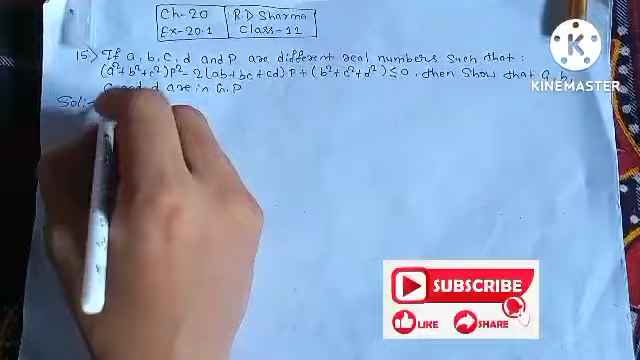 Ch-20 R.D Sharma
Ex-20.1 Class-11
15> If a, b, c, d and P are different real numbers such that:
(a²+b²+c²)P²-2(ab+bc+cd)P+(b²+c²+d²)≤0, then show that a, b,
c and d are in G.P
Sol:-
K
KINEMASTER
SUBSCRIBE
LIKE SHARE